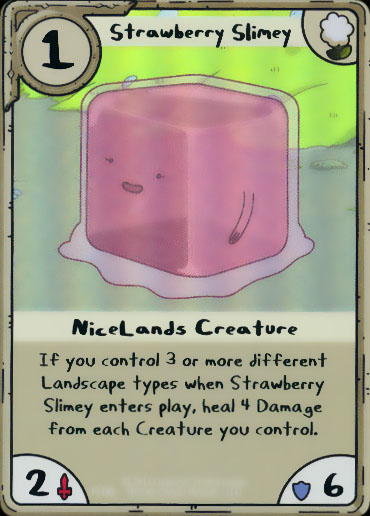 1
Strawberry Slimey
NiceLands Creature
If you control 3 or more different
Landscape types when Strawberry
Slimey enters play, heal 4 Damage
from each Creature you control.
2
6